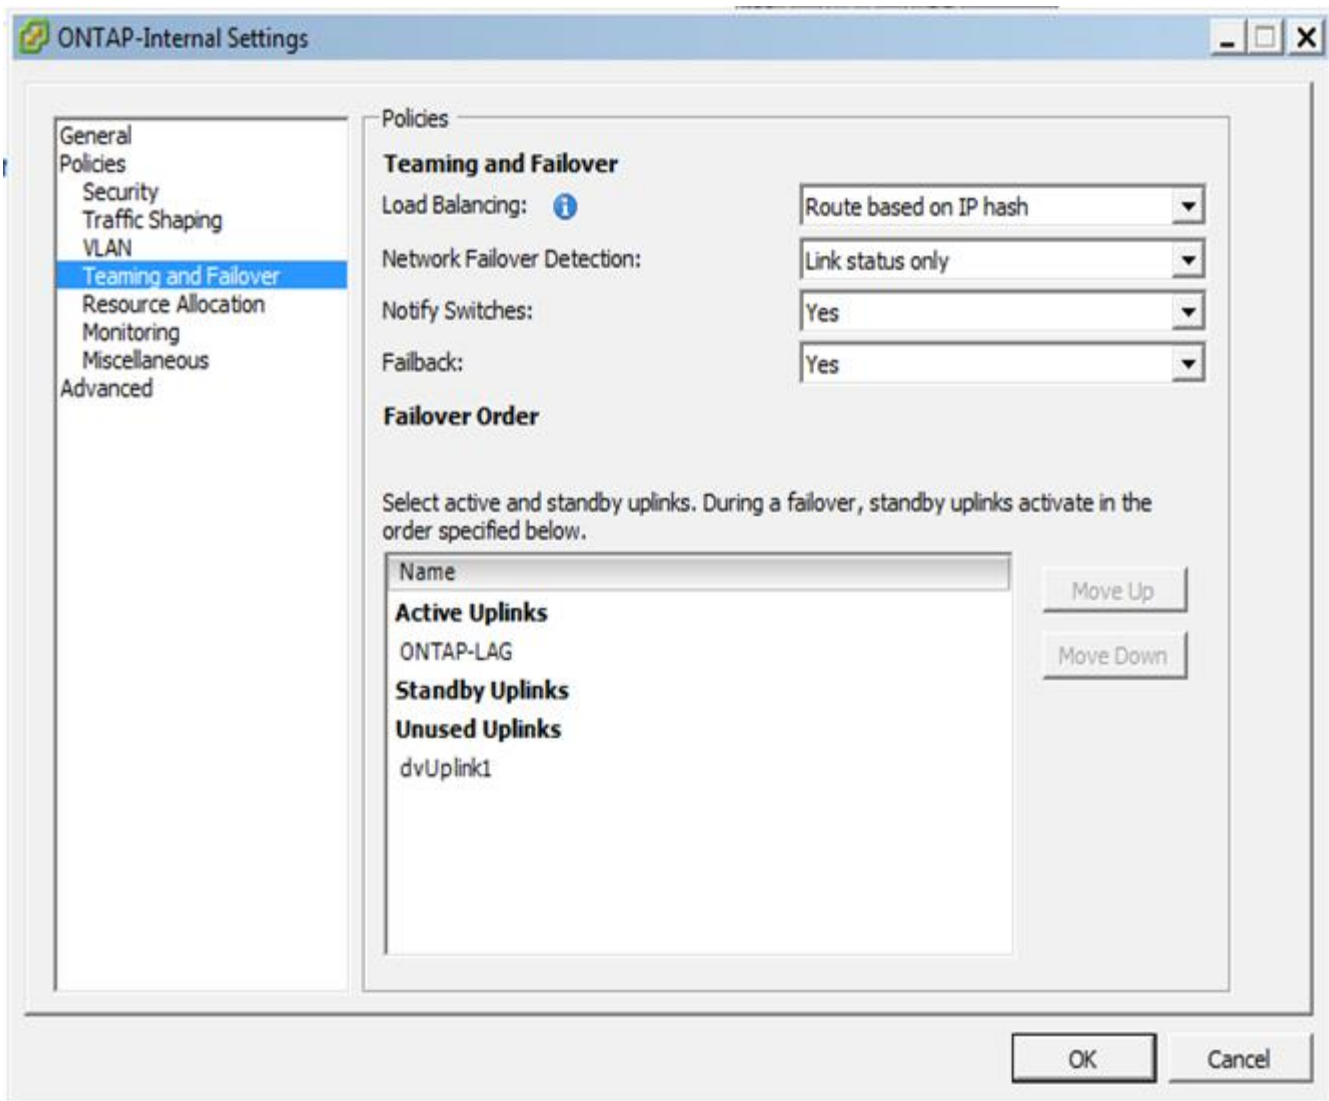 ONTAP-Internal Settings
General
Policies
Security
Traffic Shaping
VLAN
Teaming and Failover
Resource Allocation
Monitoring
Miscellaneous
Advanced
Policies
Teaming and Failover
Load Balancing:
Route based on IP hash
Network Failover Detection:
Link status only
Notify Switches:
Yes
Failback:
Yes
Failover Order
Select active and standby uplinks. During a failover, standby uplinks activate in the
order specified below.
Name
Active Uplinks
ONTAP-LAG
Standby Uplinks
Unused Uplinks
dvUplink1
Move Up
Move Down
OK
Cancel